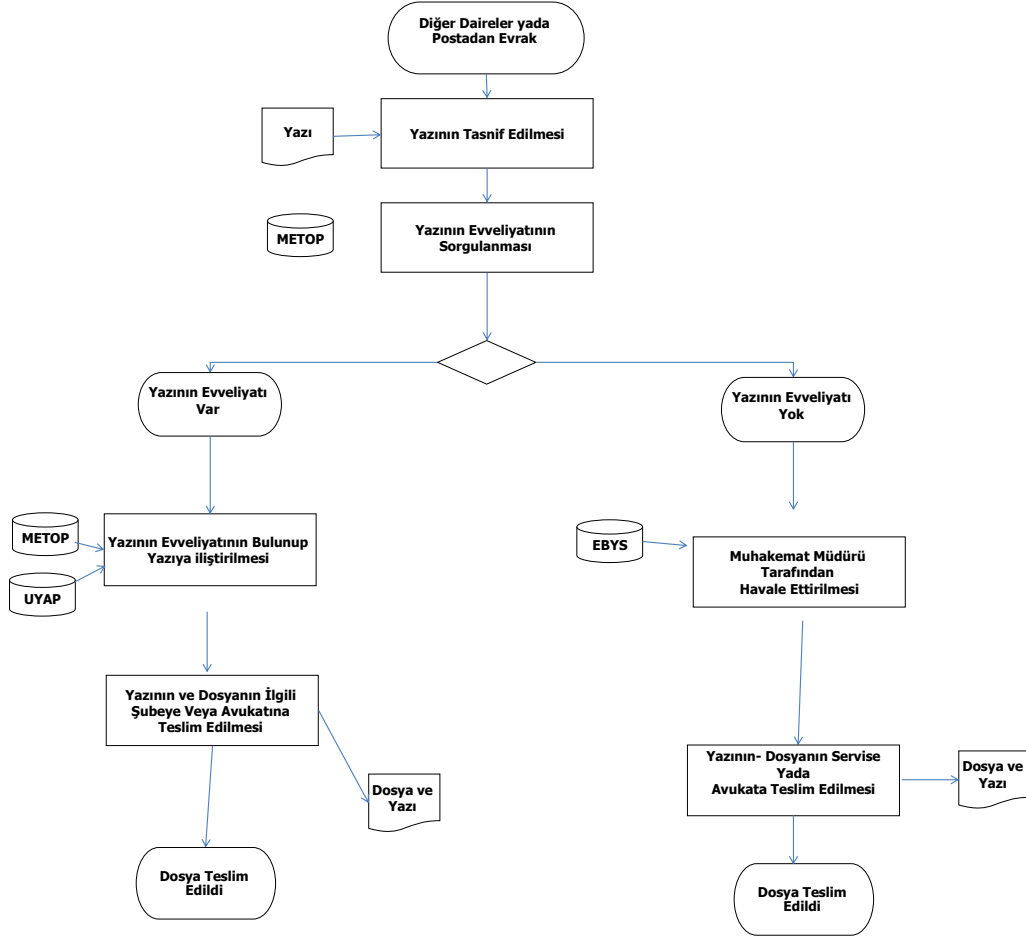 Diğer Daireler yada
Postadan Evrak
Yazı
Yazının Tasnif Edilmesi
METOP
Yazının Evveliyatının
Sorgulanması
Yazının Evveliyatı
Var
Yazının Evveliyatı
Yok
METOP
UYAP
Yazının Evveliyatının Bulunup
Yazıya iliştirilmesi
EBYS
Muhakemat Müdürü
Tarafından
Havale Ettirilmesi
Yazının ve Dosyanın İlgili
Şubeye Veya Avukatına
Teslim Edilmesi
Dosya ve
Yazı
Yazının- Dosyanın Servise
Yada
Avukata Teslim Edilmesi
Dosya ve
Yazı
Dosya Teslim
Edildi
Dosya Teslim
Edildi